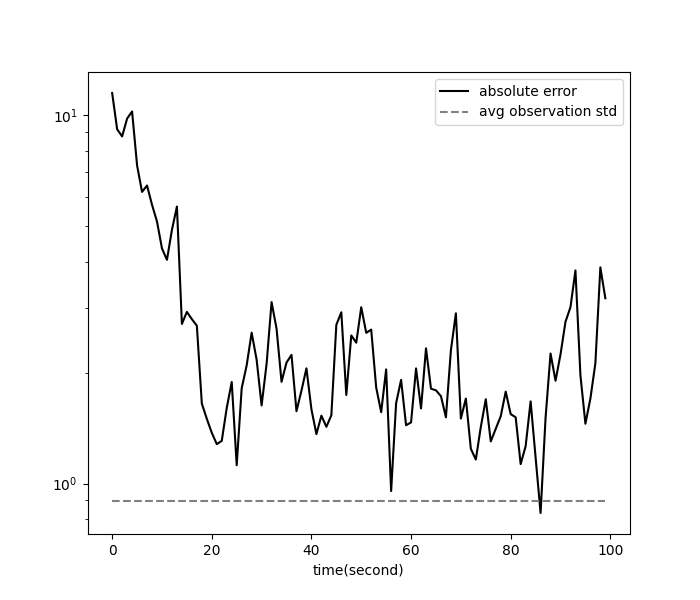 absolute error
avg observation std
10¹
10⁰
0 20 40 60 80 100
time(second)